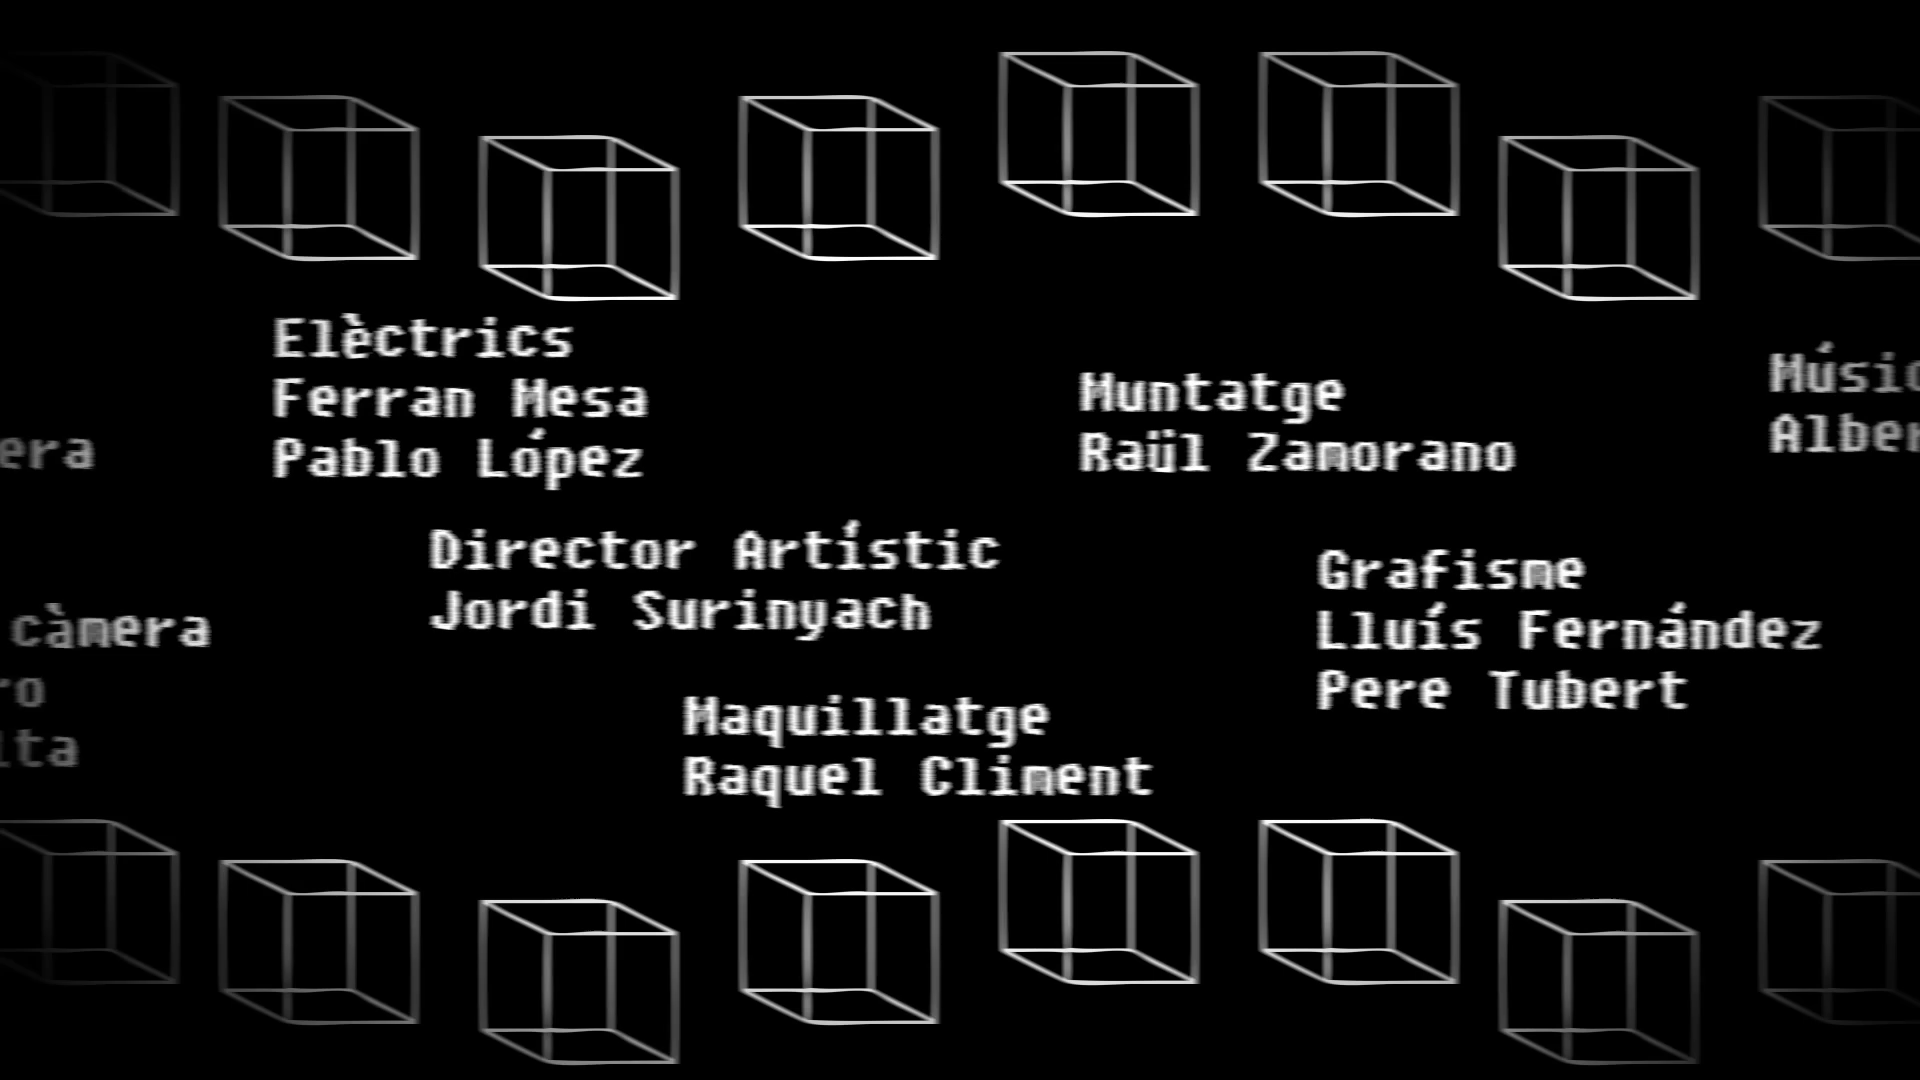 Elèctrics
Ferran Mesa
Pablo López
càmera
Director Artístic
Jordi Surinyach
Maquillatge
Raquel Climent
Muntatge
Raül Zamorano
Grafisme
Lluís Fernández
Pere Tubert